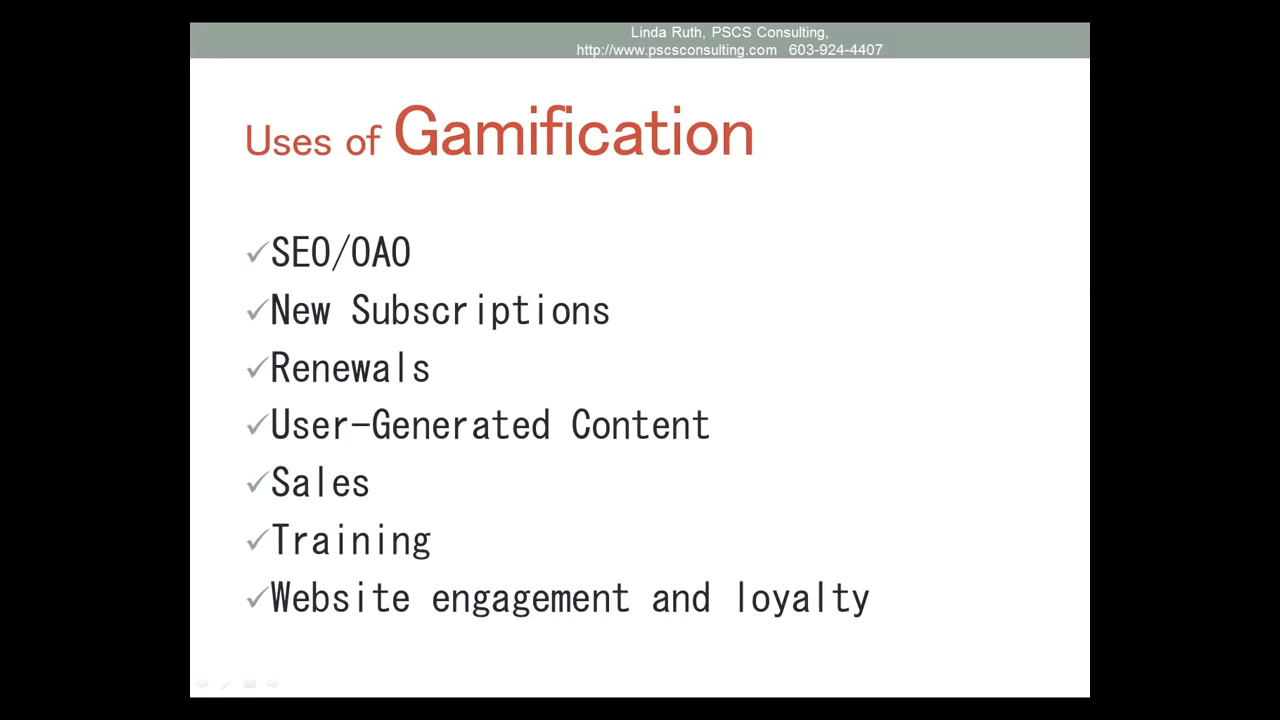 Linda Ruth, PSCS Consulting,
http://www.pscsconsulting.com 603-924-4407
Uses of Gamification
✓SEO/OAO
✓New Subscriptions
✓Renewals
✓User-Generated Content
✓Sales
✓Training
✓Website engagement and loyalty